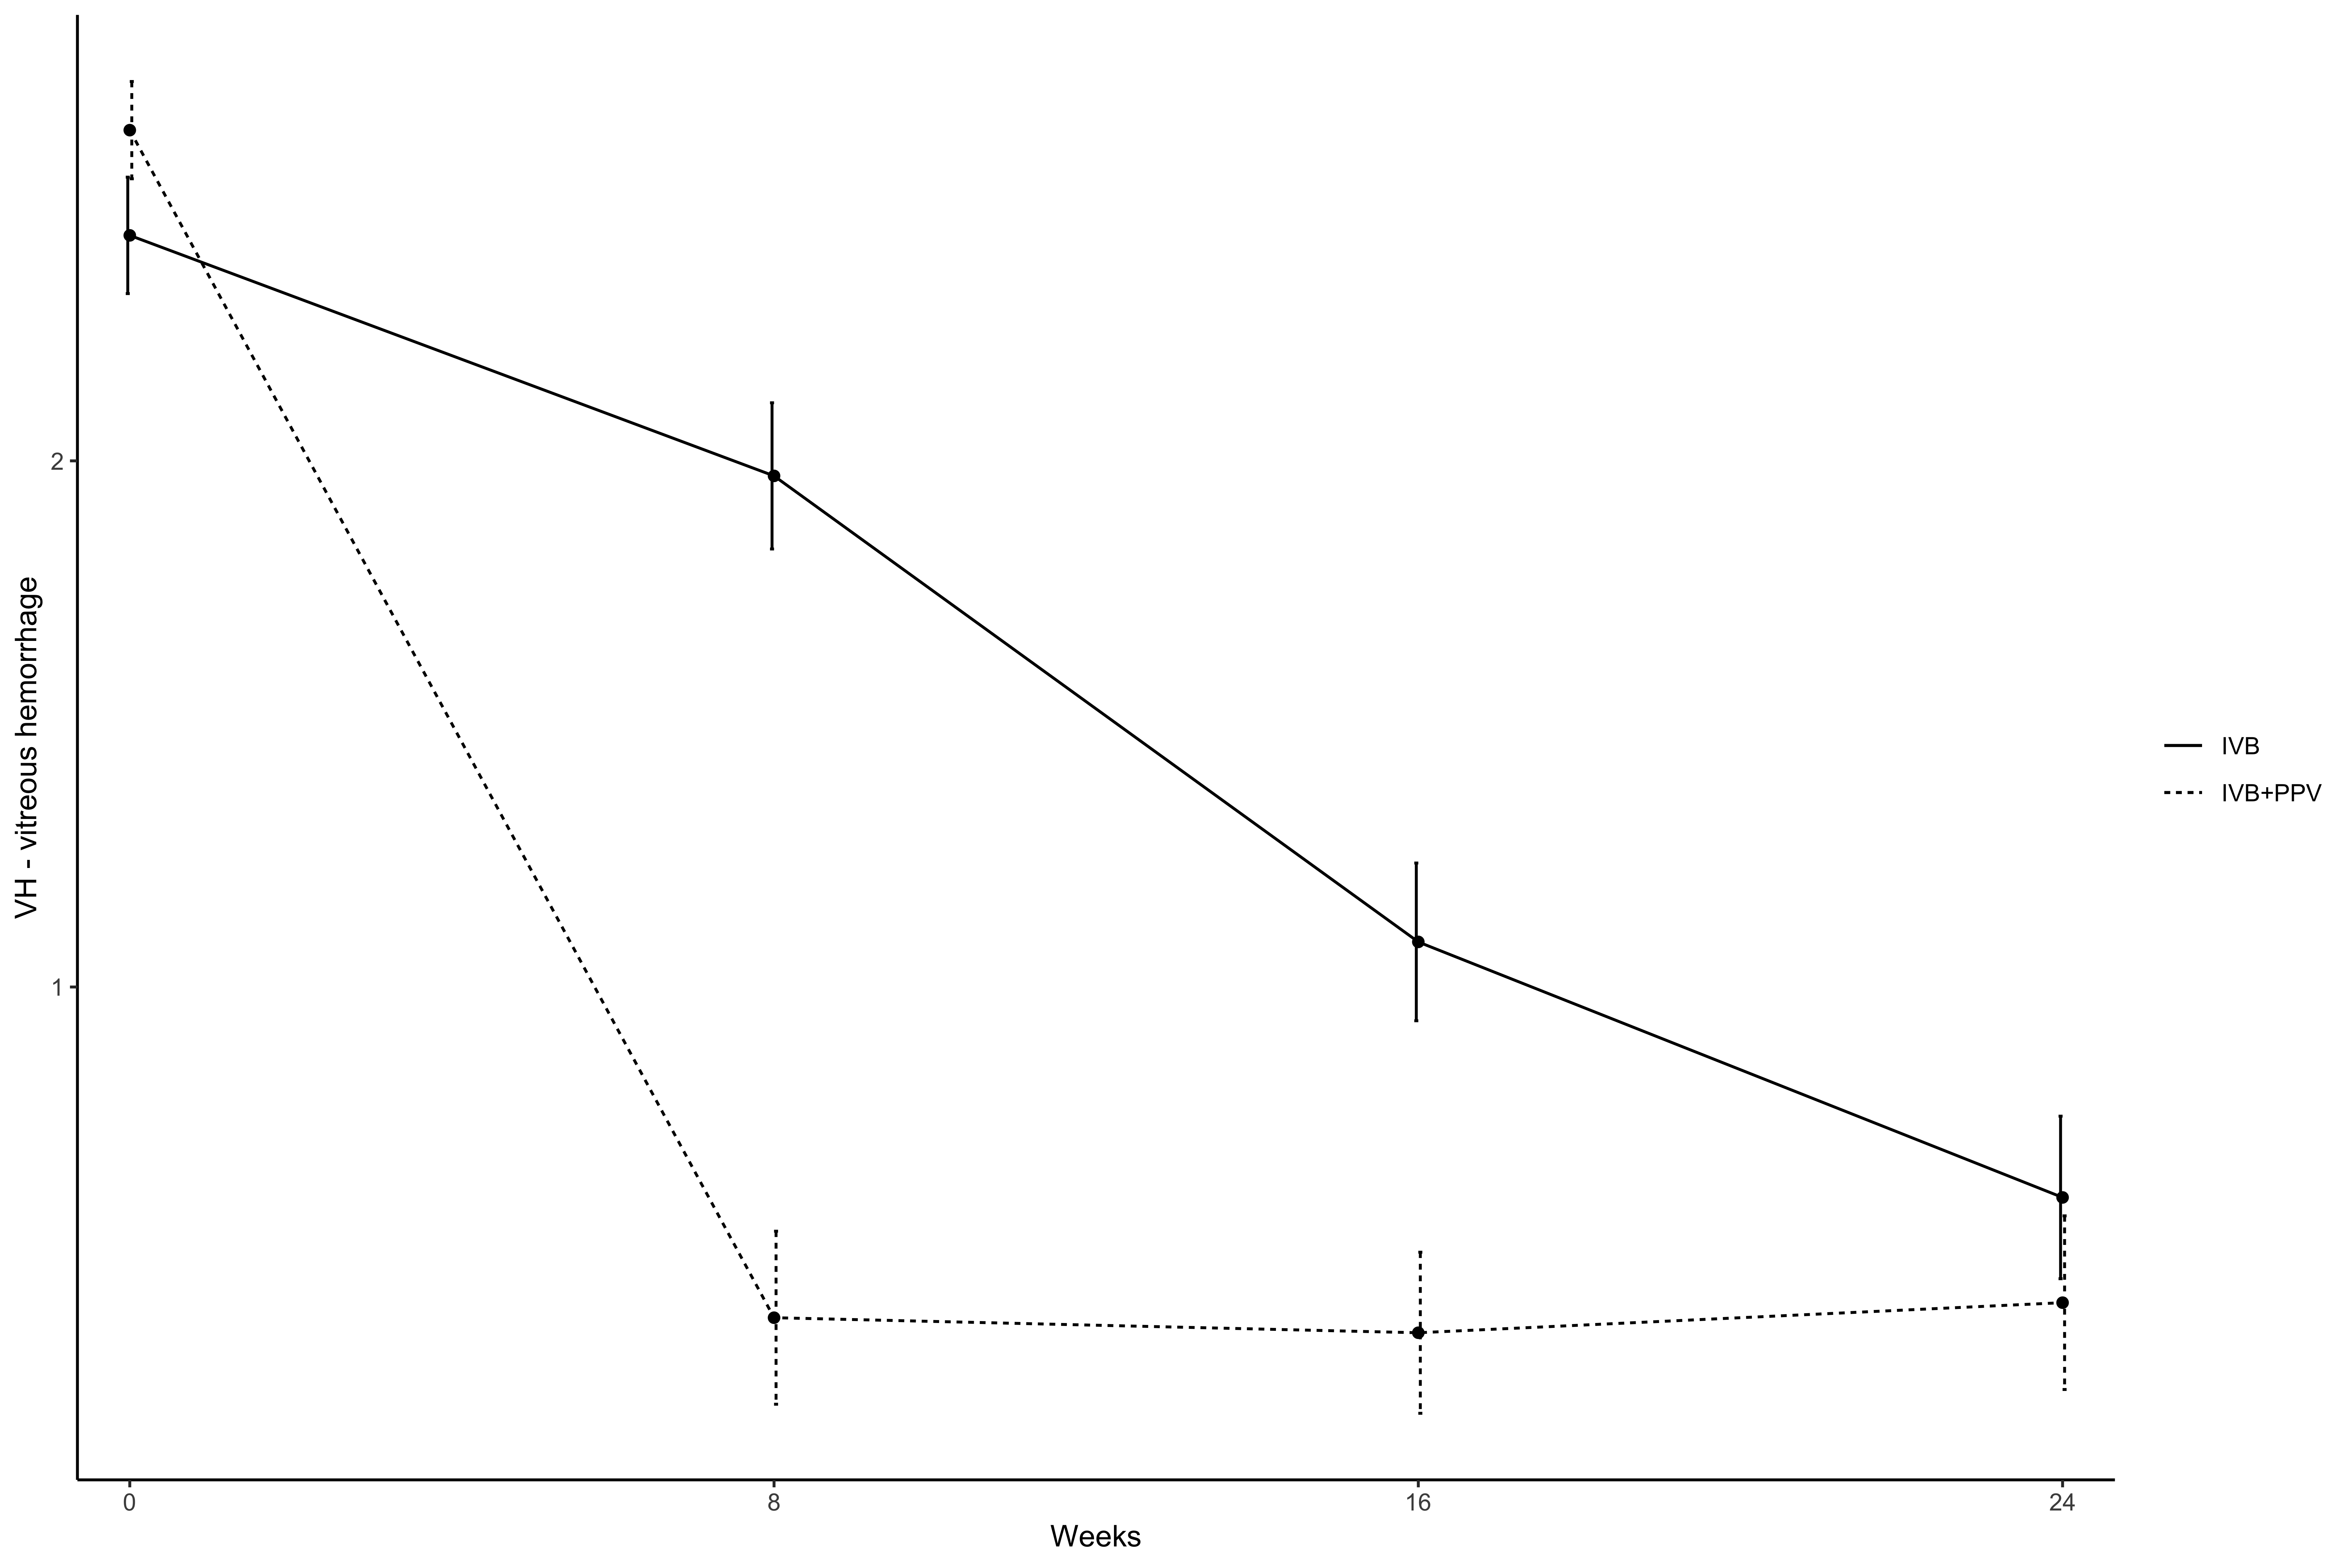 VH - vitreous hemorrhage
2
1
0
8
16
24
Weeks
IVB
IVB+PPV